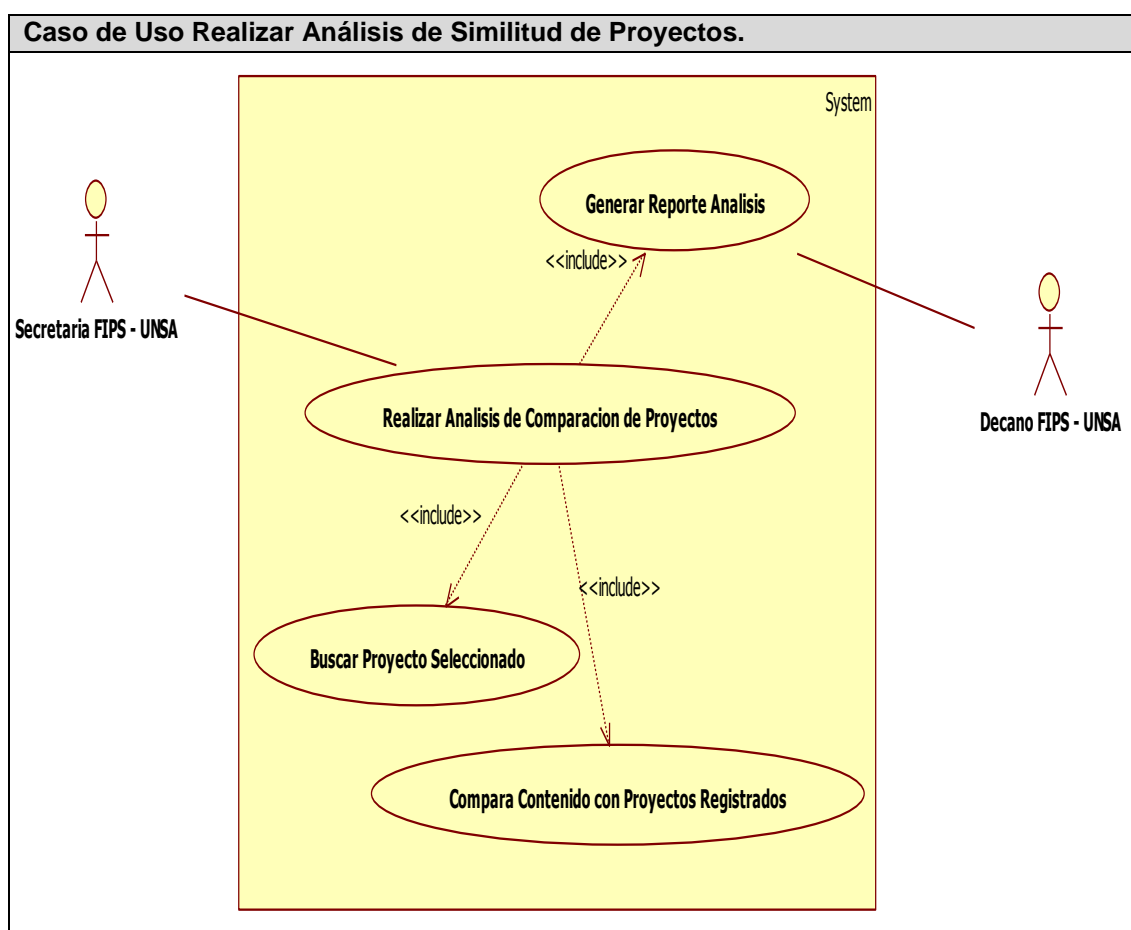 Caso de Uso Realizar Análisis de Similitud de Proyectos.
System
Generar Reporte Analisis
<<include>>
Secretaria FIPS - UNSA
Realizar Analisis de Comparacion de Proyectos
Decano FIPS - UNSA
<<include>>
<<include>>
Buscar Proyecto Seleccionado
Compara Contenido con Proyectos Registrados